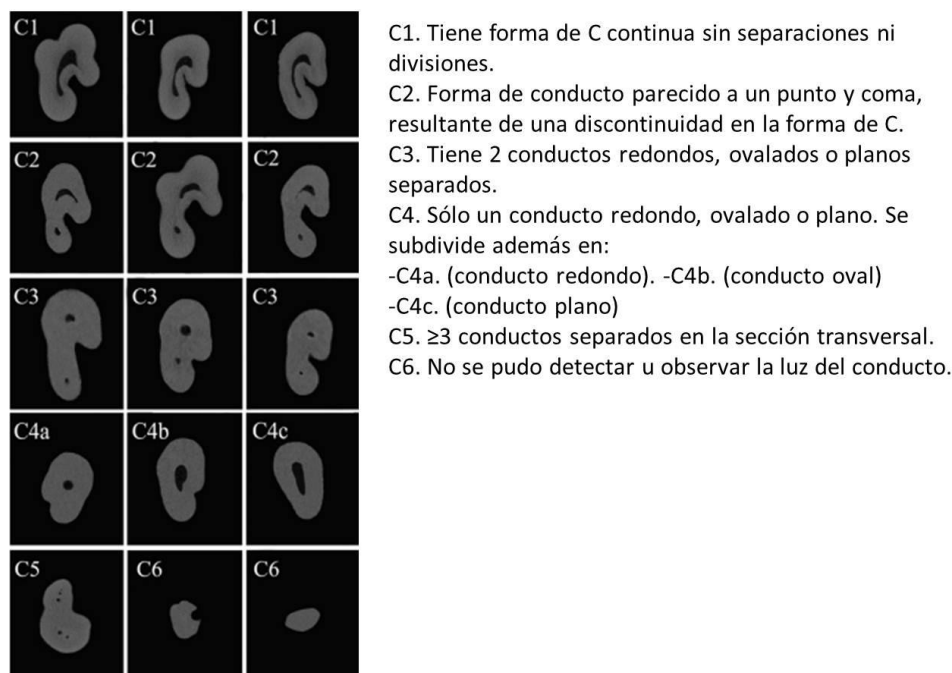 C1 C1 C1
C2 C2 C2
C3 C3 C3
C4a C4b C4c
C5 C6 C6
C1. Tiene forma de C continua sin separaciones ni
divisiones.
C2. Forma de conducto parecido a un punto y coma,
resultante de una discontinuidad en la forma de C.
C3. Tiene 2 conductos redondos, ovalados o planos
separados.
C4. Sólo un conducto redondo, ovalado o plano. Se
subdivide además en:
-C4a. (conducto redondo). -C4b. (conducto oval)
-C4c. (conducto plano)
C5. ≥3 conductos separados en la sección transversal.
C6. No se pudo detectar u observar la luz del conducto.